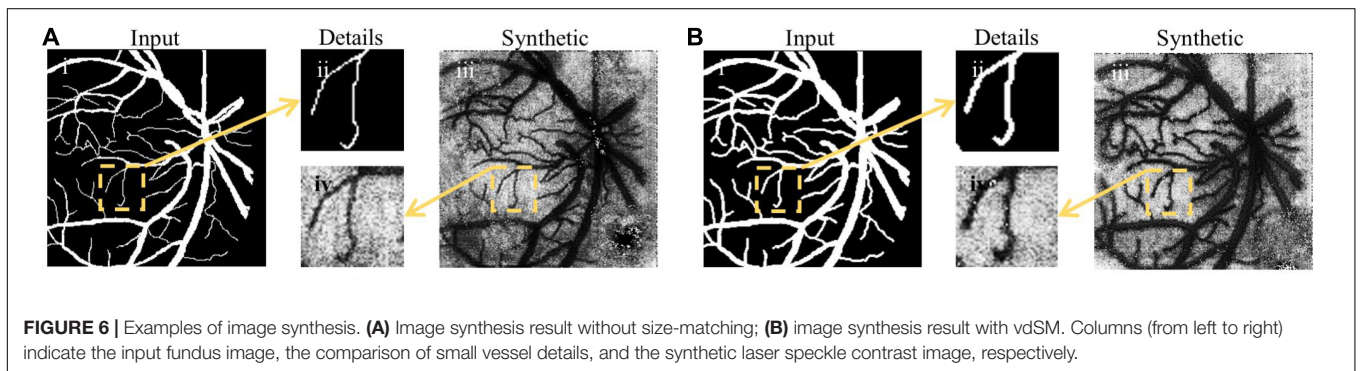 A Input Details Synthetic B Input Details Synthetic
i ii iii i ii iii
iv iv
FIGURE 6 | Examples of image synthesis. (A) Image synthesis result without size-matching; (B) image synthesis result with vdSM. Columns (from left to right)
indicate the input fundus image, the comparison of small vessel details, and the synthetic laser speckle contrast image, respectively.